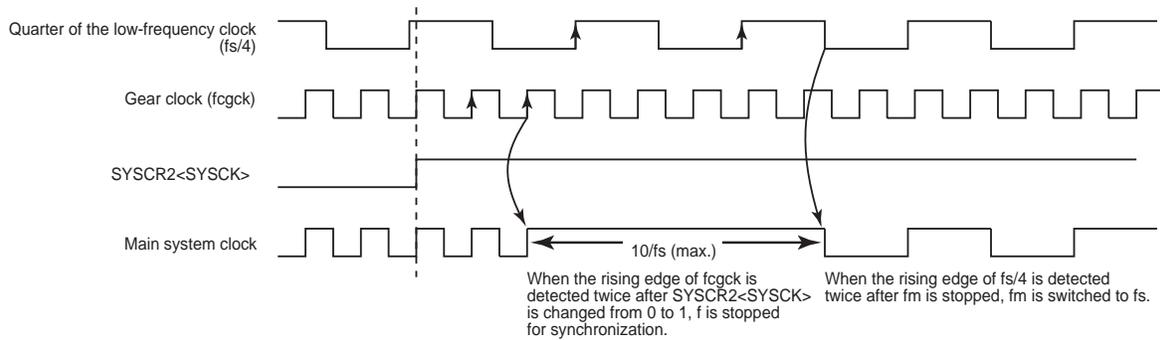 Quarter of the low-frequency clock
(fs/4)
Gear clock (fcgck)
SYSCR2<SYSCK>
Main system clock
10/fs (max.)
When the rising edge of fcgck is
detected twice after SYSCR2<SYSCK>
is changed from 0 to 1, f is stopped
for synchronization.
When the rising edge of fs/4 is detected
twice after fm is stopped, fm is switched to fs.